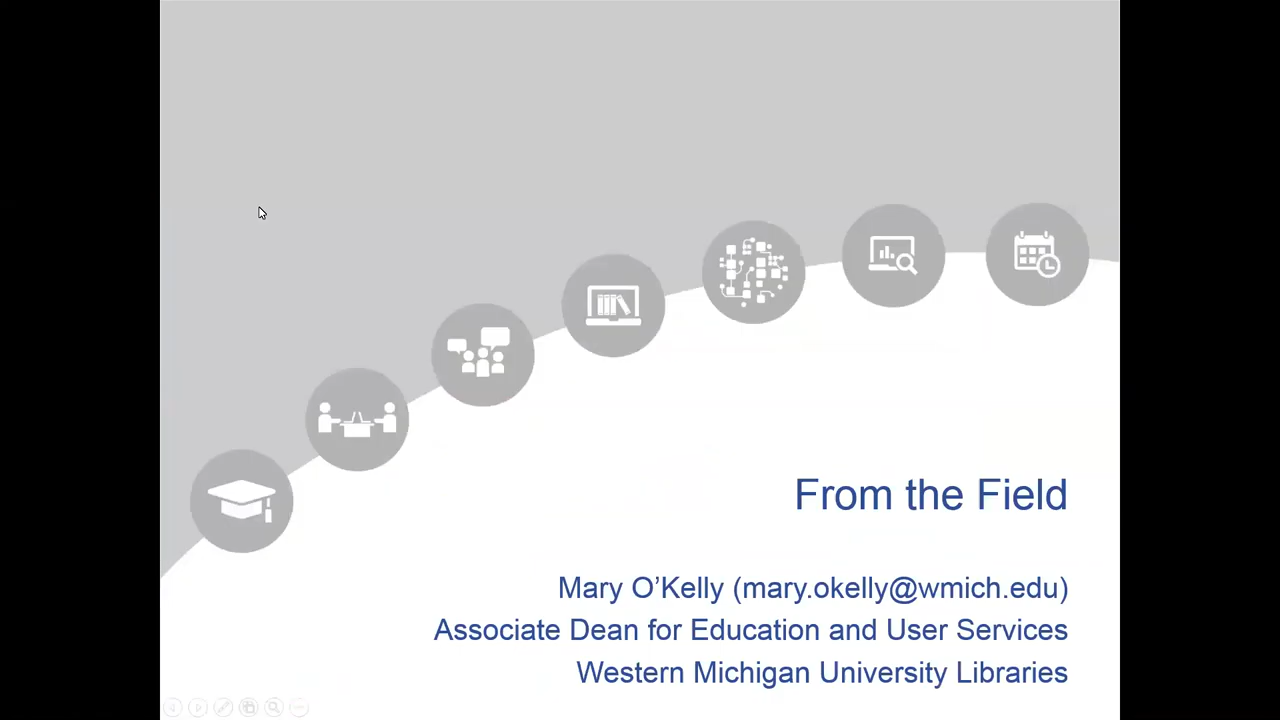 From the Field
Mary O’Kelly (mary.okelly@wmich.edu)
Associate Dean for Education and User Services
Western Michigan University Libraries